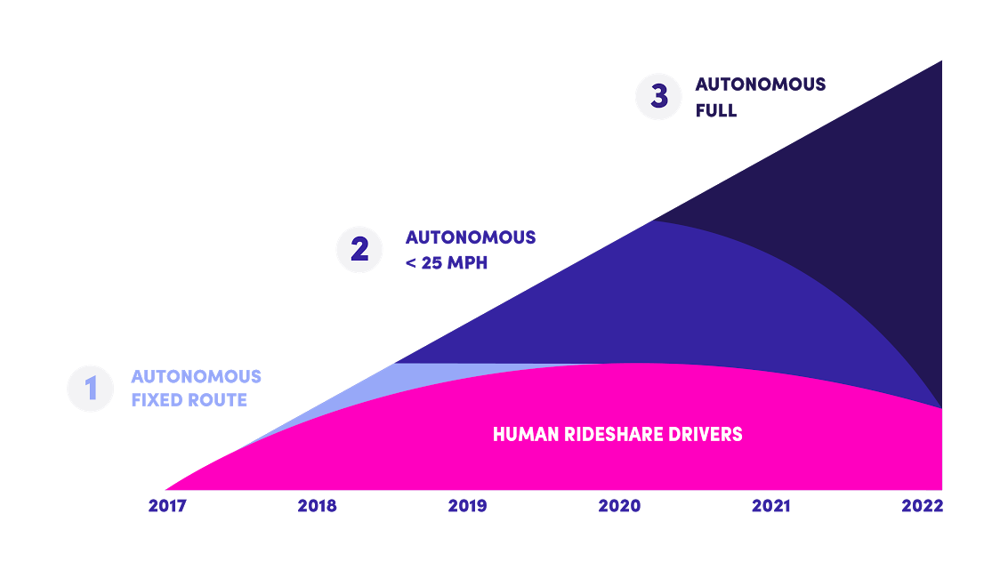 3
AUTONOMOUS
FULL
2
AUTONOMOUS
< 25 MPH
1
AUTONOMOUS
FIXED ROUTE
HUMAN RIDESHARE DRIVERS
2017 2018 2019 2020 2021 2022